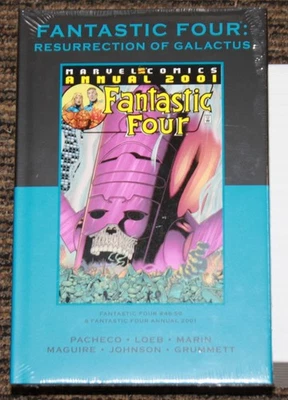 FANTASTIC FOUR:
RESURRECTION OF GALACTUS
MARVEL COMICS
ANNUAL 2001
Fantastic
Four
FANTASTIC FOUR #46-50
& FANTASTIC FOUR ANNUAL 2001
PACHECO • LOEB • MARIN
MAGUIRE • JOHNSON • GRUMMETT